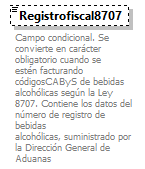 Registrofiscal8707
Campo condicional. Se
convierte en carácter
obligatorio cuando se
estén facturando
códigosCAByS de bebidas
alcohólicas según la Ley
8707. Contiene los datos del
número de registro de
bebidas
alcohólicas, suministrado por
la Dirección General de
Aduanas